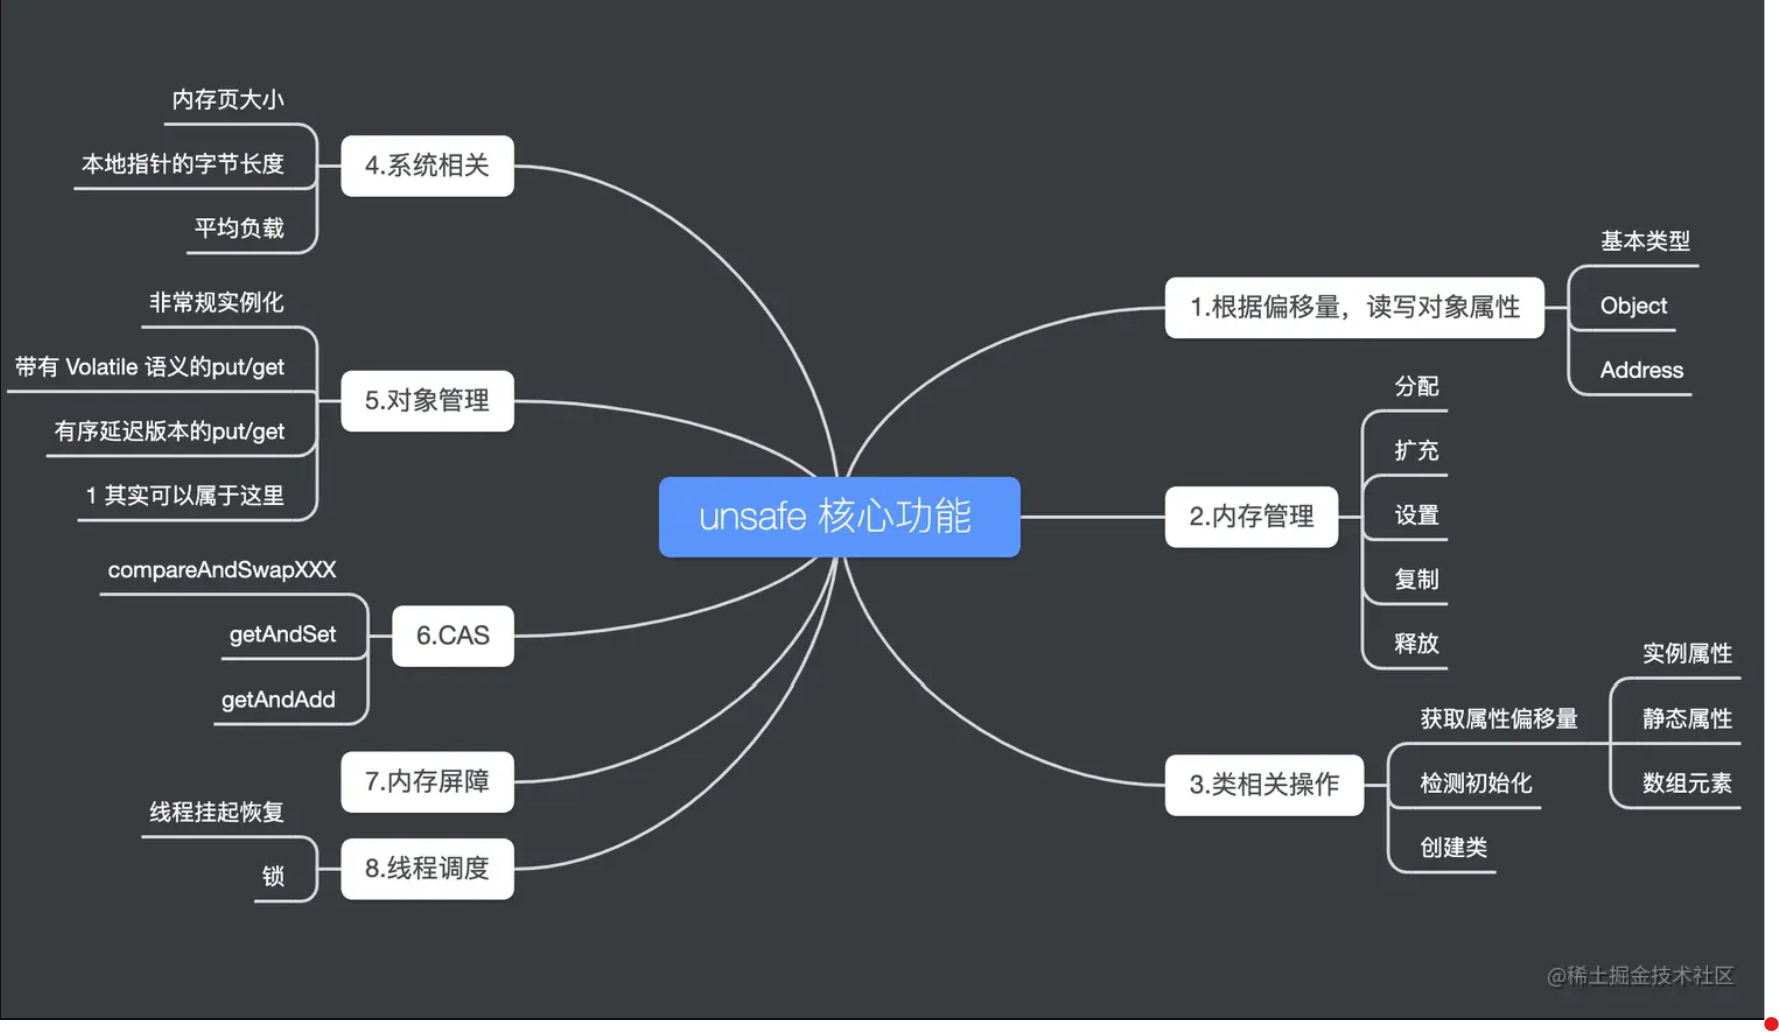 unsafe 核心功能
1.根据偏移量，读写对象属性
基本类型
Object
Address
2.内存管理
分配
扩充
设置
复制
释放
3.类相关操作
获取属性偏移量
实例属性
静态属性
数组元素
检测初始化
创建类
4.系统相关
内存页大小
本地指针的字节长度
平均负载
5.对象管理
非常规实例化
带有 Volatile 语义的put/get
有序延迟版本的put/get
1 其实可以属于这里
6.CAS
compareAndSwapXXX
getAndSet
getAndAdd
7.内存屏障
8.线程调度
线程挂起恢复
锁
@稀土掘金技术社区